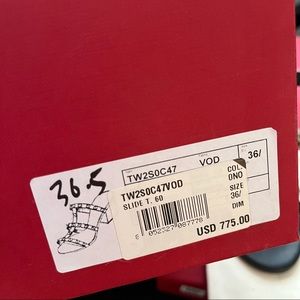 TW2S0C47
VOD
36/
36.5
TW2S0C47VOD
SLIDE T. 60
COL
0NO
SIZE
36/
DIM
USD 775.00